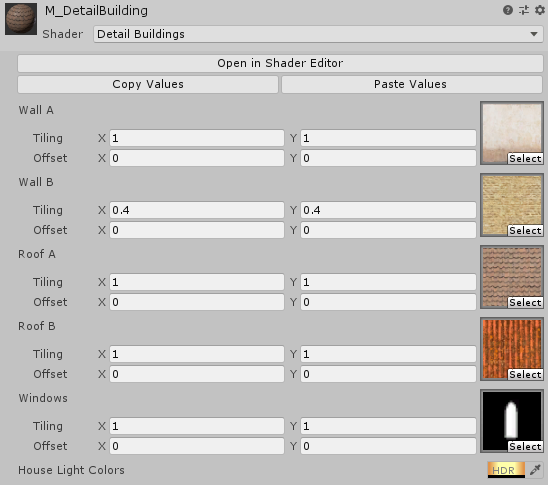 M_DetailBuilding
Shader Detail Buildings
Open in Shader Editor
Copy Values Paste Values
Wall A
Tiling X 1 Y 1
Offset X 0 Y 0
Select
Wall B
Tiling X 0.4 Y 0.4
Offset X 0 Y 0
Select
Roof A
Tiling X 1 Y 1
Offset X 0 Y 0
Select
Roof B
Tiling X 1 Y 1
Offset X 0 Y 0
Select
Windows
Tiling X 1 Y 1
Offset X 0 Y 0
Select
House Light Colors HDR